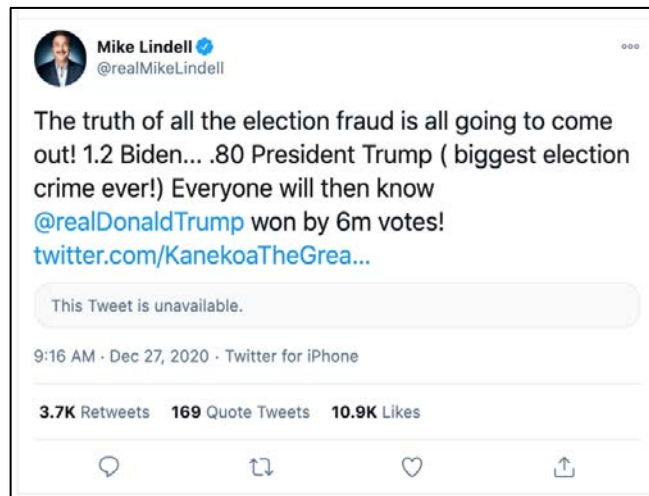 Mike Lindell
@realMikeLindell
The truth of all the election fraud is all going to come
out! 1.2 Biden... .80 President Trump ( biggest election
crime ever!) Everyone will then know
@realDonaldTrump won by 6m votes!
twitter.com/KanekoaTheGrea...
This Tweet is unavailable.
9:16 AM · Dec 27, 2020 · Twitter for iPhone
3.7K Retweets 169 Quote Tweets 10.9K Likes